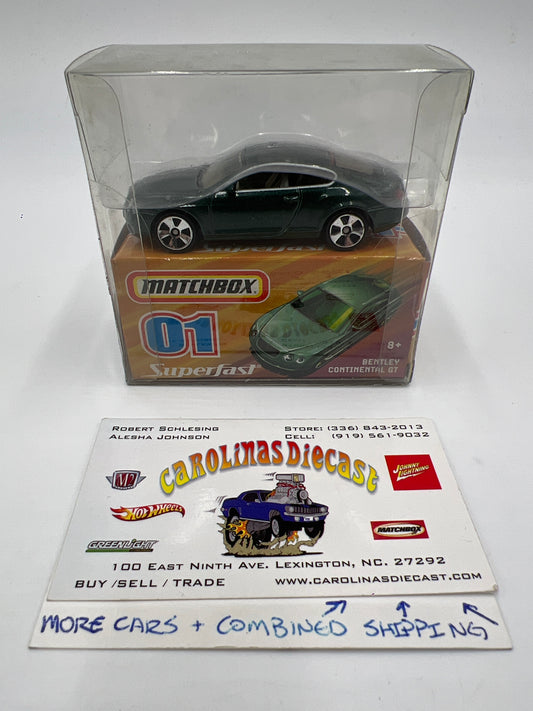 Superfast
MATCHBOX
01
Superfast
8+
BENTLEY
CONTINENTAL GT
ROBERT SCHLESING
ALESHA JOHNSON
STORE: (336) 843-2013
CELL: (919) 561-9032
CAROLINAS DIECAST
M2
JOHNNY LIGHTNING
HOT WHEELS
MATCHBOX
GREENLIGHT
100 EAST NINTH AVE. LEXINGTON, NC. 27292
BUY /SELL / TRADE
WWW.CAROLINASDIECAST.COM
MORE CARS + COMBINED SHIPPING